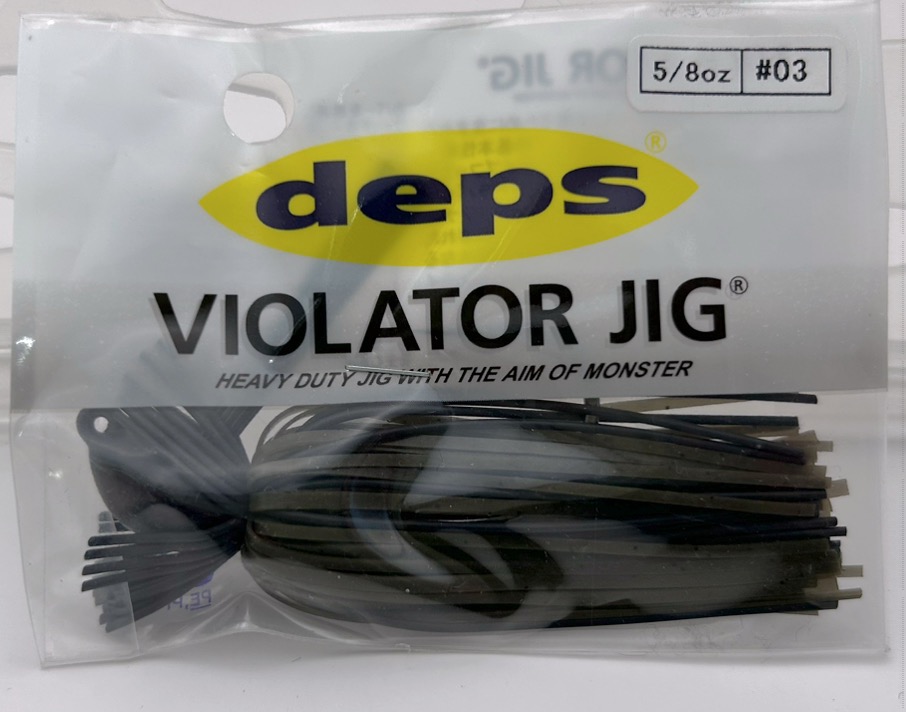 5/8oz #03
deps®
VIOLATOR JIG®
HEAVY DUTY JIG WITH THE AIM OF MONSTER